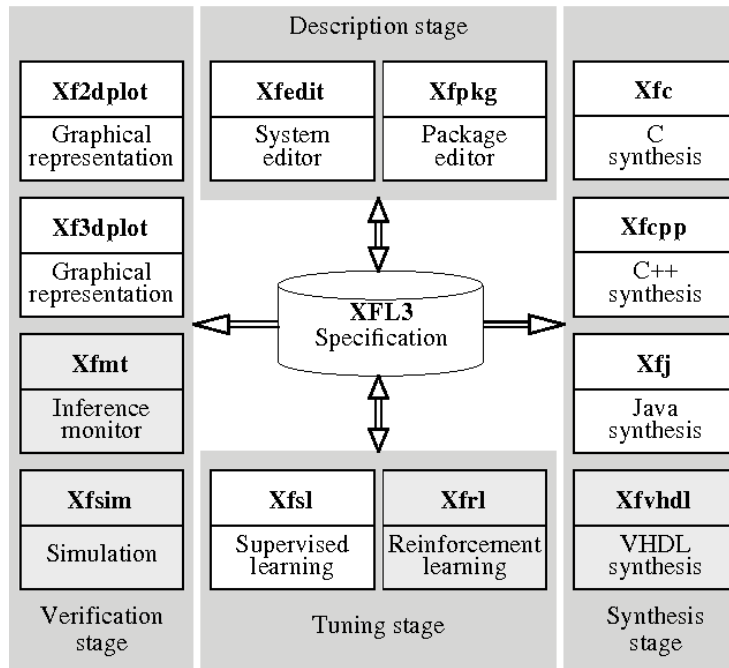 Description stage
Xf2dplot
Graphical
representation
Xf3dplot
Graphical
representation
Xfmt
Inference
monitor
Xfsim
Simulation
Verification
stage
Xfedit
System
editor
Xfpkg
Package
editor
XFL3
Specification
Xfsl
Supervised
learning
Xfrl
Reinforcement
learning
Tuning stage
Xfc
C
synthesis
Xfcpp
C++
synthesis
Xfj
Java
synthesis
Xfvhdl
VHDL
synthesis
Synthesis
stage